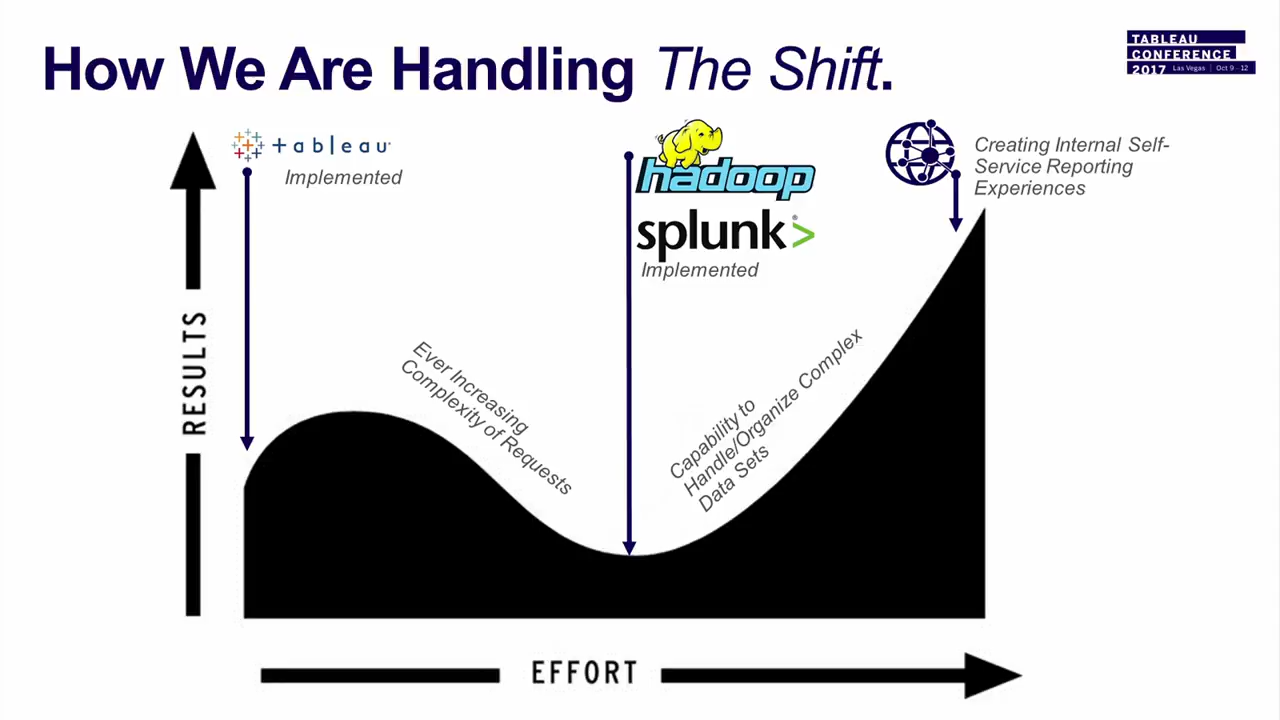 How We Are Handling The Shift.
TABLEAU
CONFERENCE
2017 Las Vegas | Oct 9 - 12
+ a b | e a u
Implemented
hadoop
splunk>
Implemented
Creating Internal Self-
Service Reporting
Experiences
RESULTS
Ever Increasing
Complexity of Requests
Capability to
Handle/Organize Complex
Data Sets
EFFORT